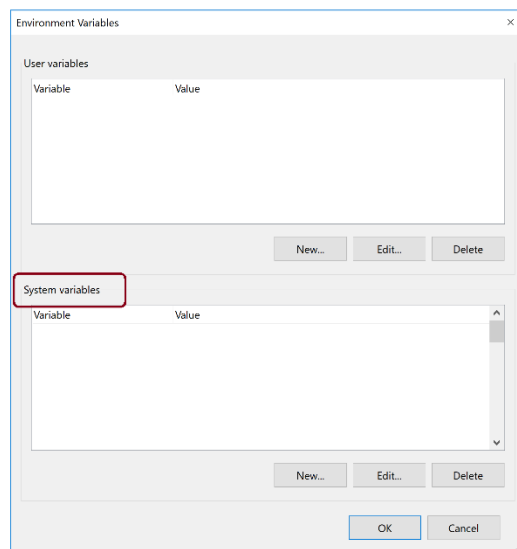 Environment Variables
User variables
Variable Value
New... Edit... Delete
System variables
Variable Value
New... Edit... Delete
OK Cancel